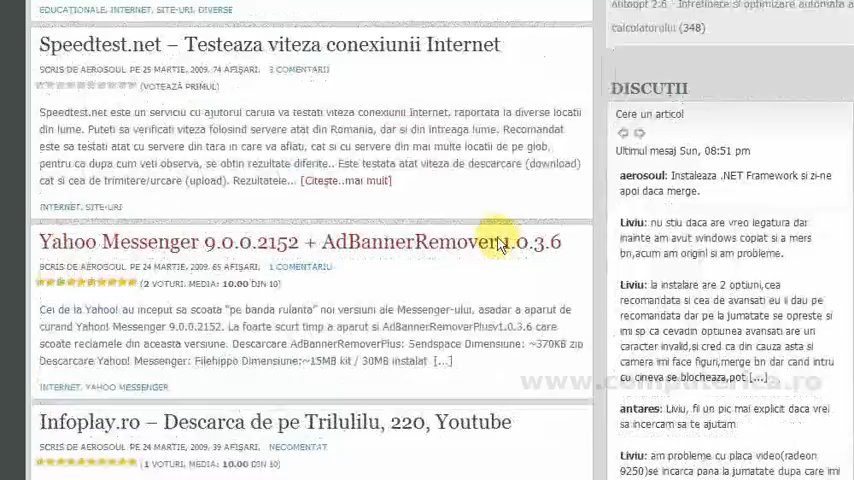 EDUCAȚIONALE, INTERNET, SITE-URI, DIVERSE
Speedtest.net – Testeaza viteza conexiunii Internet
SCRIS DE AEROSOUL PE 25 MARTIE, 2009, 74 AFIȘARI. 3 COMENTARII
(VOTEAZĂ PRIMUL)
Speedtest.net este un serviciu cu ajutorul caruia va testati viteza conexiunii Internet, raportata la diverse locatii
din lume. Puteti sa verificati viteza folosind servere atat din Romania, dar si din intreaga lume. Recomandat
este sa testati atat cu servere din tara in care va aflati, cat si cu servere din mai multe locatii de pe glob,
pentru ca dupa cum veti observa, se obtin rezultate diferite.. Este testata atat viteza de descarcare (download)
cat si cea de trimitere/urcare (upload). Rezultatele... [Citeşte..mai mult]
INTERNET, SITE-URI
Yahoo Messenger 9.0.0.2152 + AdBannerRemover 1.0.3.6
SCRIS DE AEROSOUL PE 24 MARTIE, 2009, 65 AFIȘARI. 1 COMENTARIU
(2 VOTURI, MEDIA: 10.00 DIN 10)
Cei de la Yahoo! au inceput sa scoata "pe banda rulanta" noi versiuni ale Messenger-ului, asadar a aparut de
curand Yahoo! Messenger 9.0.0.2152. La foarte scurt timp a aparut si AdBannerRemoverPlusv1.0.3.6 care
scoate reclamele din aceasta versiune. Descarcare AdBannerRemoverPlus: Sendspace Dimensiune: ~370KB zip
Descarcare Yahoo! Messenger: Filehippo Dimensiune:~15MB kit / 30MB instalat [...]
INTERNET, YAHOO MESSENGER
Infoplay.ro – Descarca de pe Trilulilu, 220, Youtube
SCRIS DE AEROSOUL PE 24 MARTIE, 2009, 39 AFIȘARI. NECOMENTAT
(1 VOTURI, MEDIA: 10.00 DIN 10)
Autoopt 2.6 - Intretinere si optimizare automata a
calculatorului (348)
DISCUŢII
Cere un articol
Ultimul mesaj Sun, 08:51 pm
aerosoul: Instaleaza .NET Framework si zi-ne
apoi daca merge.
Liviu: nu stiu daca are vreo legatura dar
inainte am avut windows copiat si a mers
bn,acum am originl si am probleme.
Liviu: la instalare are 2 optiuni,cea
recomandata si cea de avansati eu ii dau pe
recomandata dar pe la jumatate se opreste si
imi sp ca cevadin optiunea avansati are un
caracter invalid,si cred ca din cauza asta si
camera imi face figuri,merge bn dar cand intru
cu cineva se blocheaza,pot [...]
www.computerica.ro
antares: Liviu, fii un pic mai explicit daca vrei
sa incercam sa te ajutam
Liviu: am probleme cu placa video(radeon
9250)se incarca pana la jumatate dupa care imi